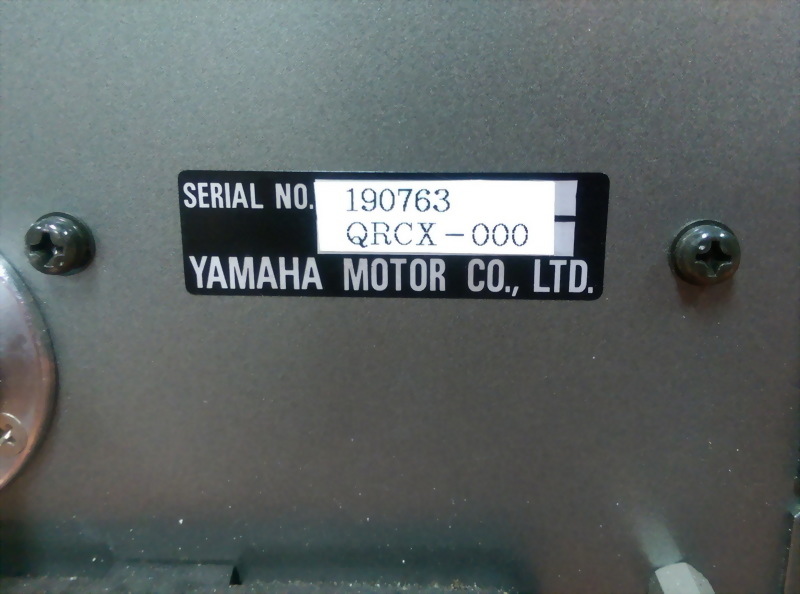 SERIAL NO. 190763
QRCX-000
YAMAHA MOTOR CO., LTD.